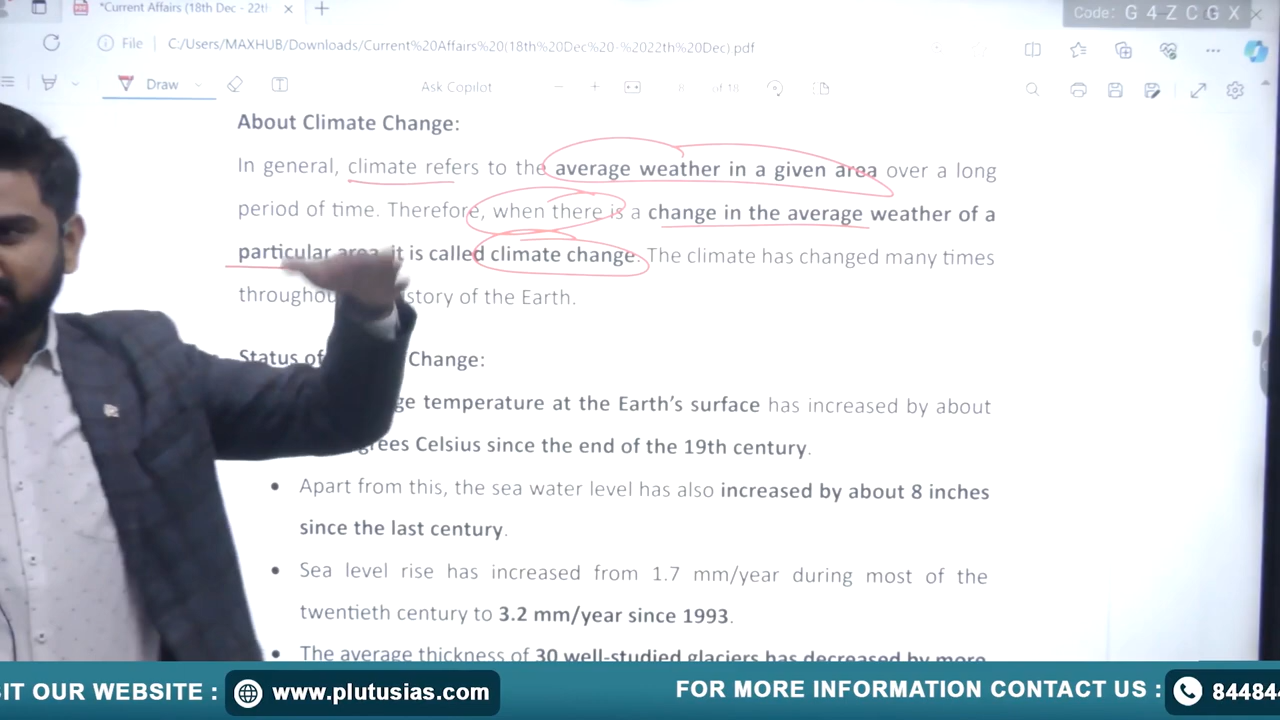 *Current Affairs (18th Dec - 22th
Code: G 4 Z C G X
File
C:/Users/MAXHUB/Downloads/Current%20Affairs%20(18th%20Dec%20-%2022th%20Dec).pdf
Draw
Ask Copilot
8 of 18
About Climate Change:
In general, climate refers to the average weather in a given area over a long
period of time. Therefore, when there is a change in the average weather of a
particular area, it is called climate change. The climate has changed many times
throughou story of the Earth.
Status of Change:
ge temperature at the Earth's surface has increased by about
grees Celsius since the end of the 19th century.
• Apart from this, the sea water level has also increased by about 8 inches
since the last century.
• Sea level rise has increased from 1.7 mm/year during most of the
twentieth century to 3.2 mm/year since 1993.
• The average thickness of 30 well-studied glaciers has decreased by more
SIT OUR WEBSITE : www.plutusias.com
FOR MORE INFORMATION CONTACT US : 84484